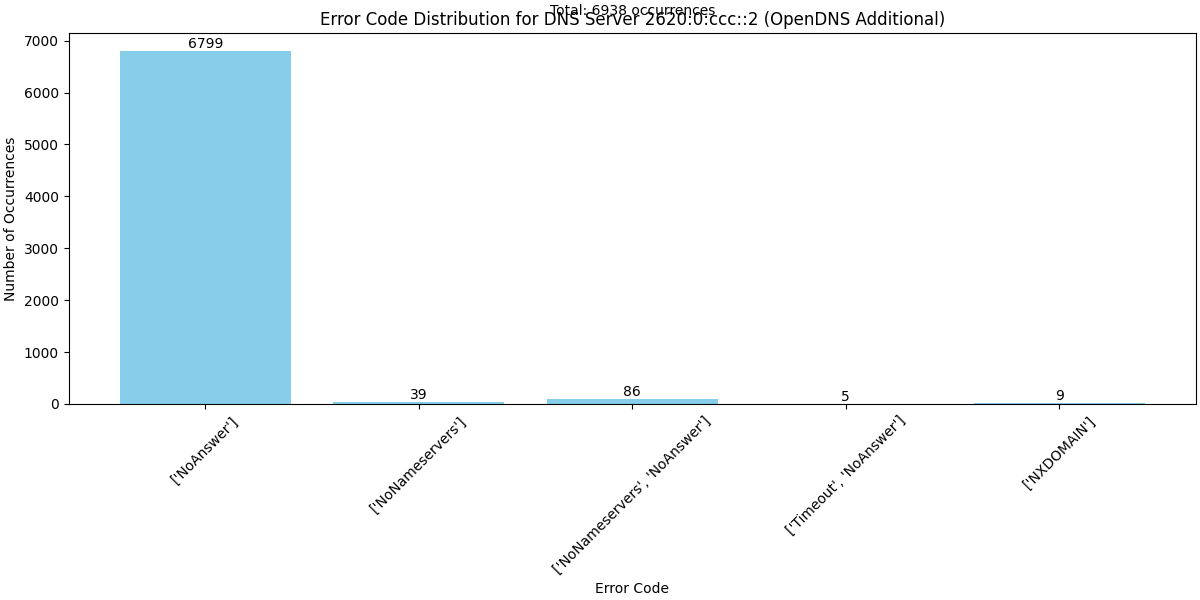 Total: 6938 occurrences
Error Code Distribution for DNS Server 2620:0:ccc::2 (OpenDNS Additional)
Number of Occurrences
7000
6000
5000
4000
3000
2000
1000
0
6799
39
86
5
9
['NoAnswer']
['NoNameservers']
['NoNameservers', 'NoAnswer']
['Timeout', 'NoAnswer']
['NXDOMAIN']
Error Code